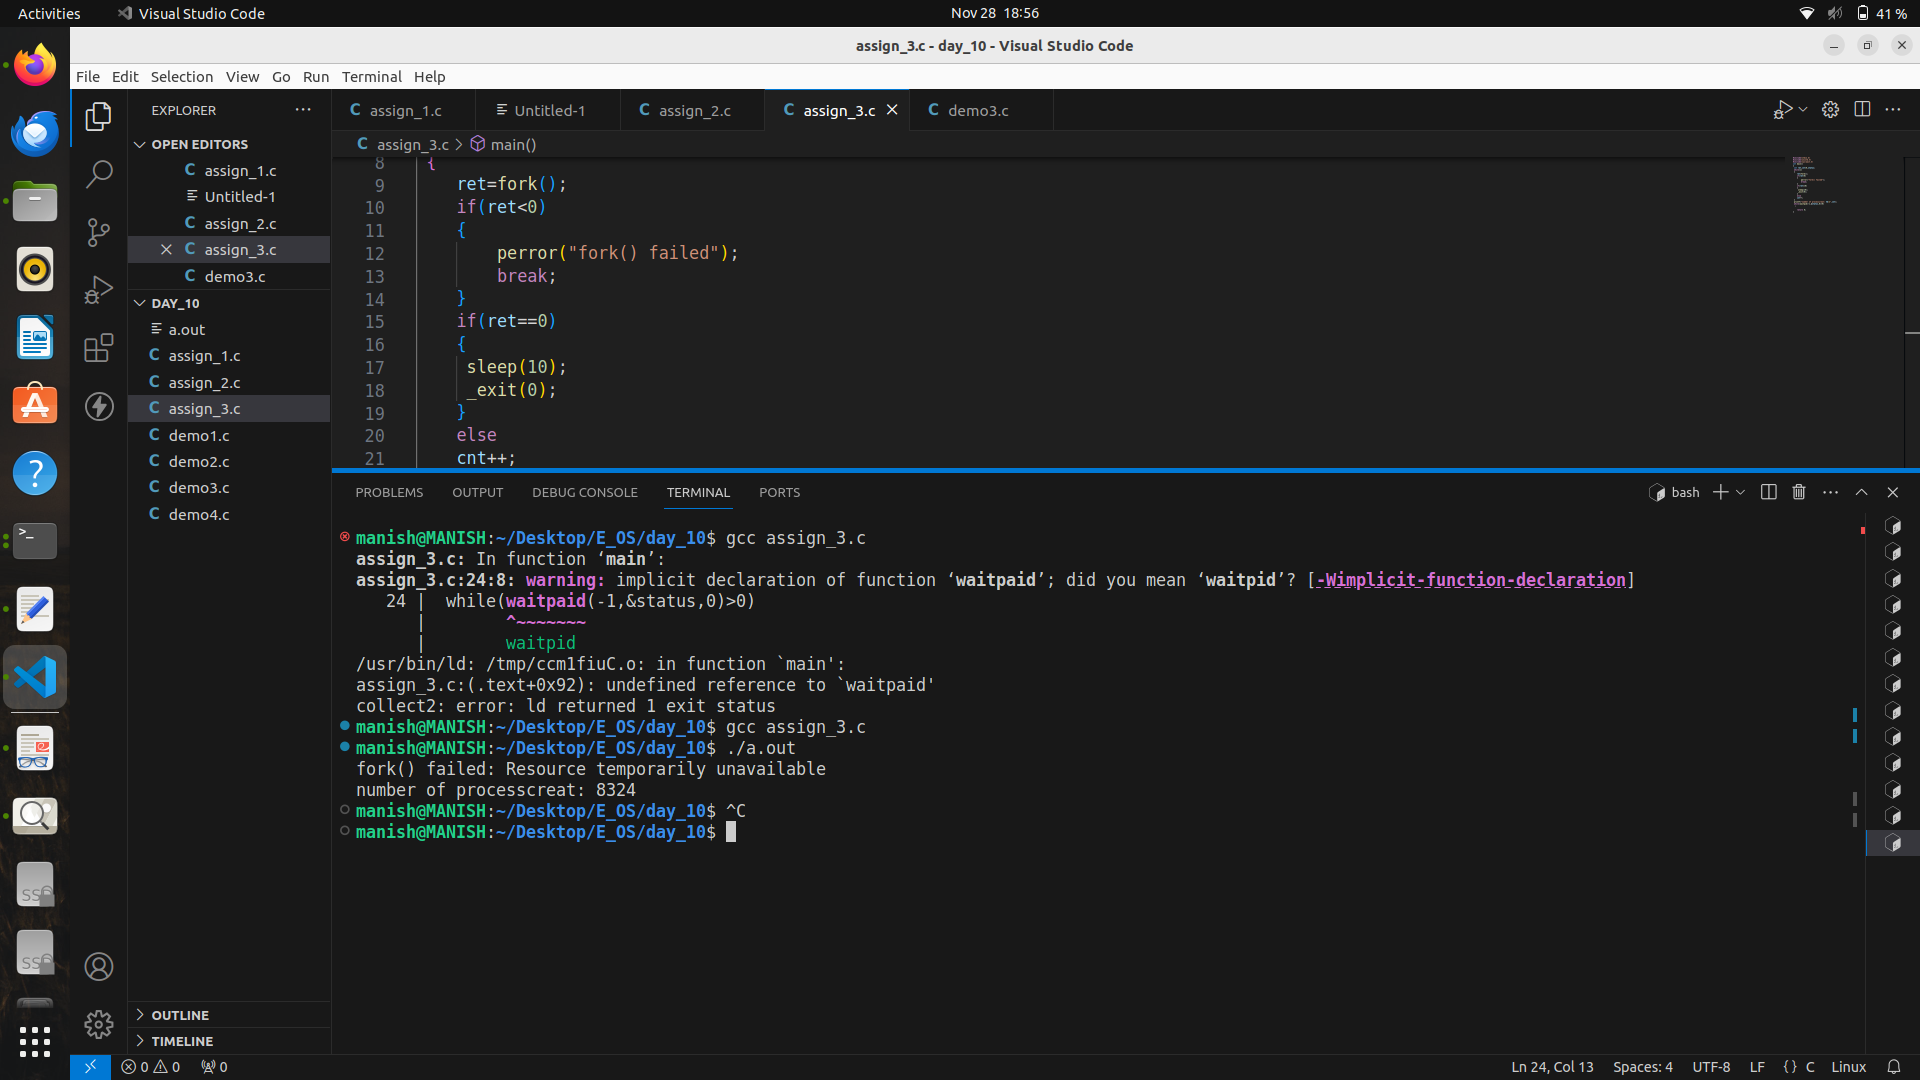 Activities
Visual Studio Code
Nov 28 18:56
41 %
assign_3.c - day_10 - Visual Studio Code
File Edit Selection View Go Run Terminal Help
EXPLORER
OPEN EDITORS
C assign_1.c
Untitled-1
C assign_2.c
C assign_3.c
C demo3.c
DAY_10
a.out
C assign_1.c
C assign_2.c
C assign_3.c
C demo1.c
C demo2.c
C demo3.c
C demo4.c
OUTLINE
TIMELINE
C assign_1.c
Untitled-1
C assign_2.c
C assign_3.c
C demo3.c
C assign_3.c > main()
8 {
9 ret=fork();
10 if(ret<0)
11 {
12 perror("fork() failed");
13 break;
14 }
15 if(ret==0)
16 {
17 sleep(10);
18 _exit(0);
19 }
20 else
21 cnt++;
PROBLEMS OUTPUT DEBUG CONSOLE TERMINAL PORTS
bash
manish@MANISH:~/Desktop/E_OS/day_10$ gcc assign_3.c
assign_3.c: In function ‘main’:
assign_3.c:24:8: warning: implicit declaration of function ‘waitpaid’; did you mean ‘waitpid’? [-Wimplicit-function-declaration]
24 | while(waitpaid(-1,&status,0)>0)
| ^~~~~~~~
| waitpid
/usr/bin/ld: /tmp/ccm1fiuC.o: in function `main':
assign_3.c:(.text+0x92): undefined reference to `waitpaid'
collect2: error: ld returned 1 exit status
manish@MANISH:~/Desktop/E_OS/day_10$ gcc assign_3.c
manish@MANISH:~/Desktop/E_OS/day_10$ ./a.out
fork() failed: Resource temporarily unavailable
number of processcreat: 8324
manish@MANISH:~/Desktop/E_OS/day_10$ ^C
manish@MANISH:~/Desktop/E_OS/day_10$
0 0 0
Ln 24, Col 13 Spaces: 4 UTF-8 LF {} C Linux